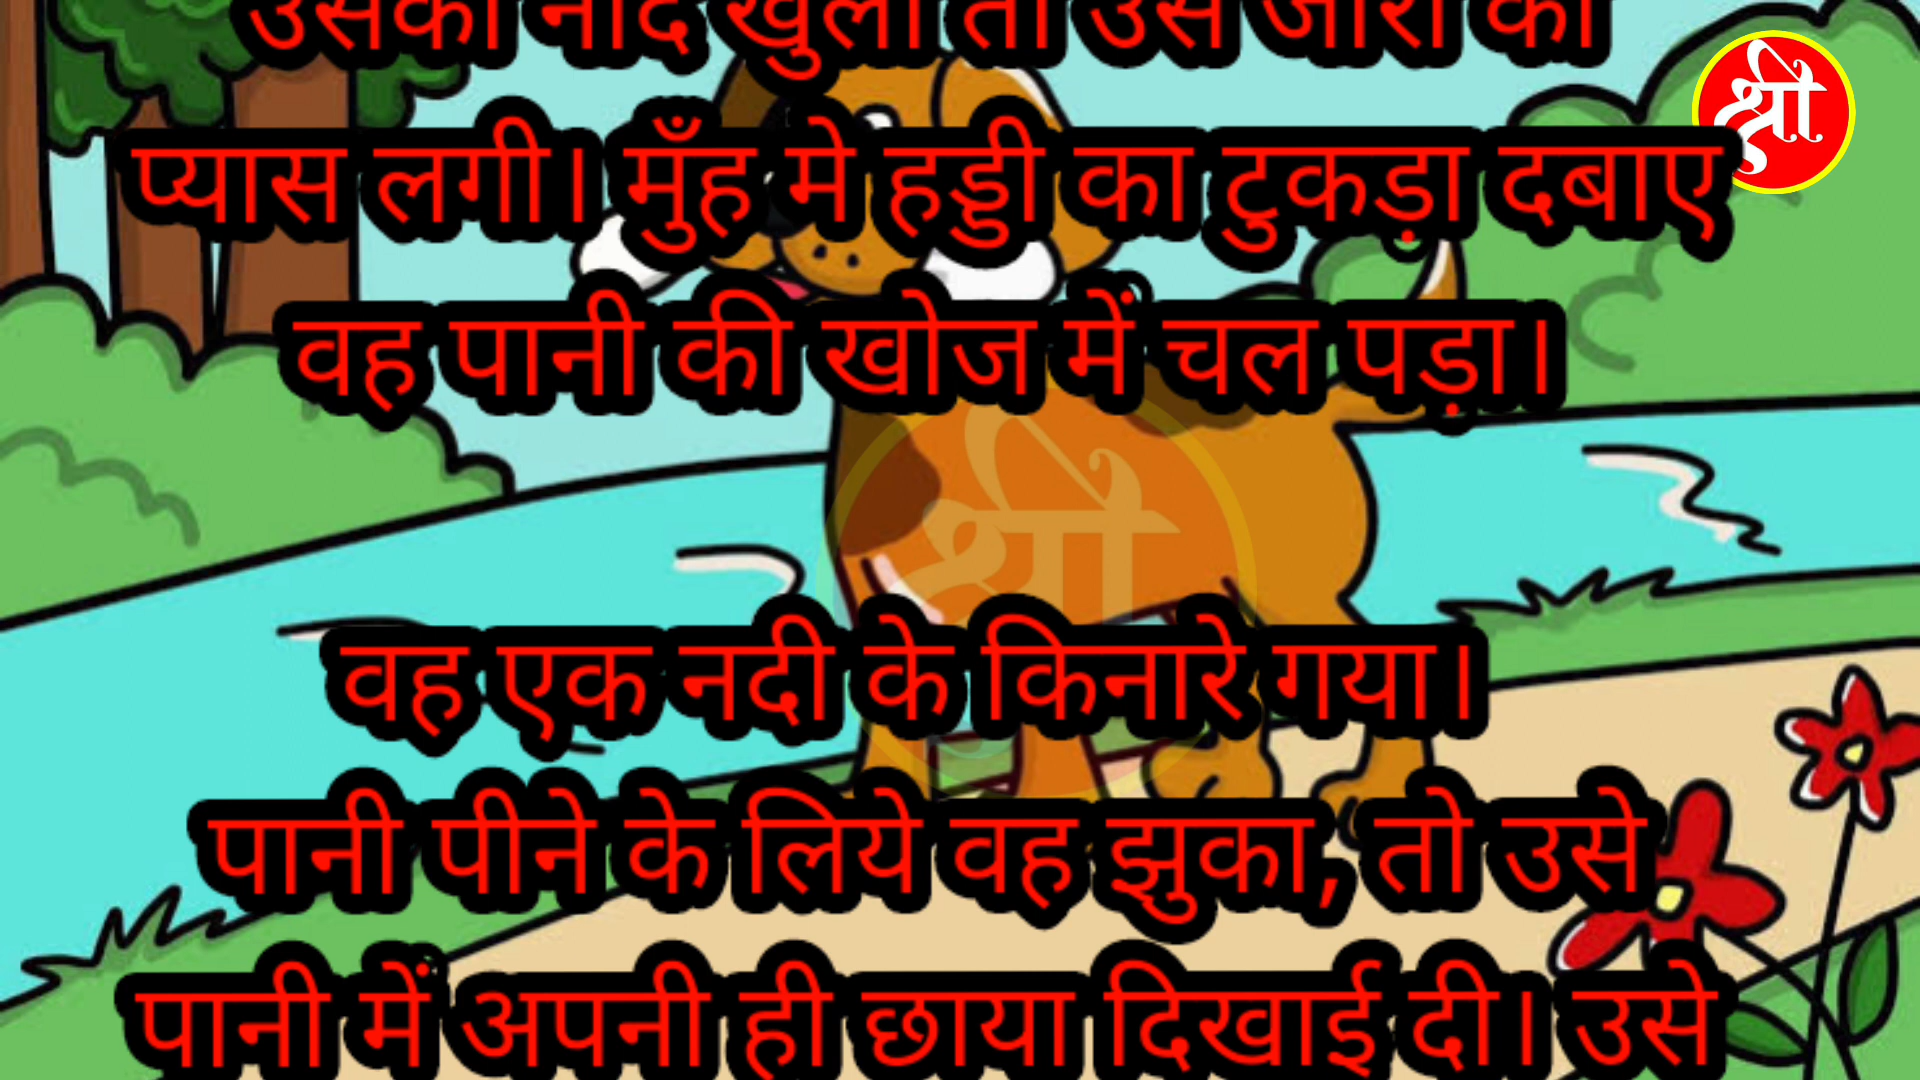 उसकी नींद खुली तो उसे जोरो की
श्री
प्यास लगी। मुँह मे हड्डी का टुकड़ा दबाए
वह पानी की खोज में चल पड़ा।
श्री
वह एक नदी के किनारे गया।
पानी पीने के लिये वह झुका, तो उसे
पानी में अपनी ही छाया दिखाई दी। उसे